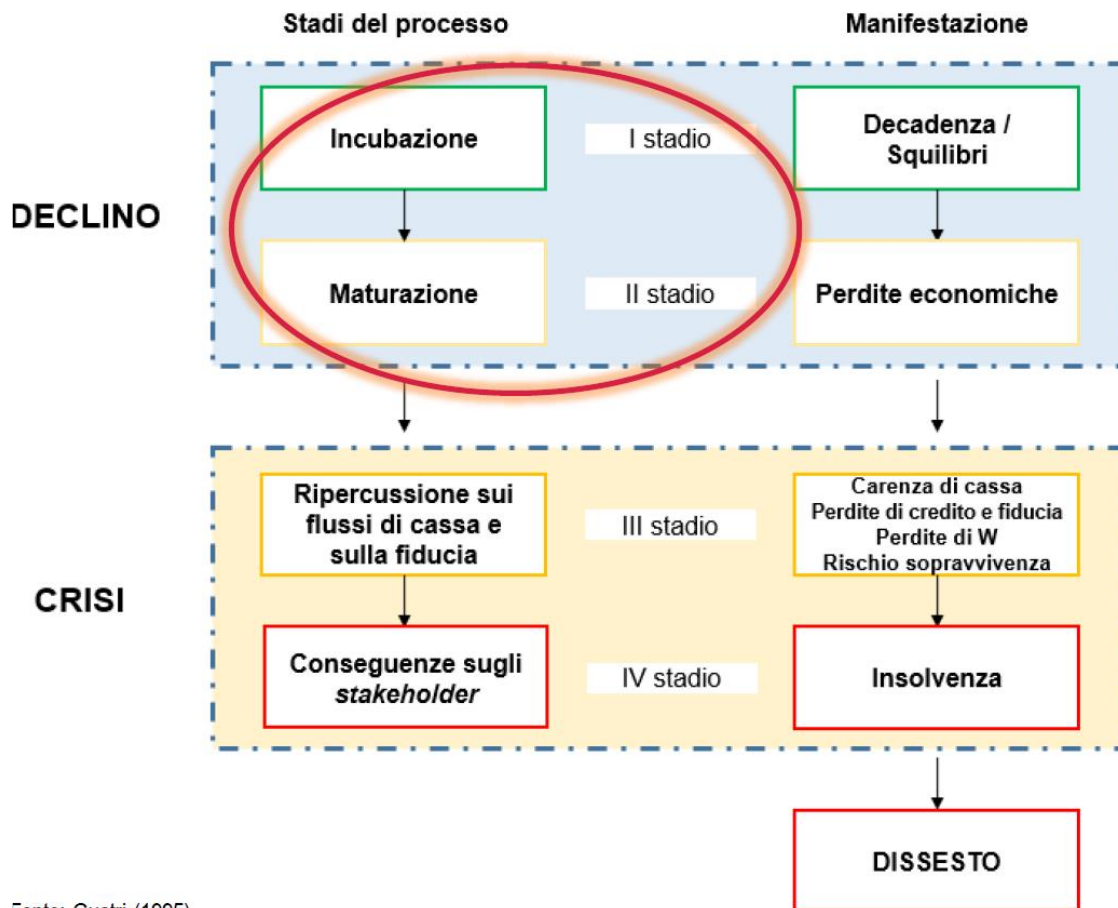 Stadi del processo
Manifestazione
DECLINO
Incubazione
I stadio
Decadenza /
Squilibri
Maturazione
II stadio
Perdite economiche
CRISI
Ripercussione sui
flussi di cassa e
sulla fiducia
III stadio
Carenza di cassa
Perdite di credito e fiducia
Perdite di W
Rischio sopravvivenza
Conseguenze sugli
stakeholder
IV stadio
Insolvenza
DISSESTO